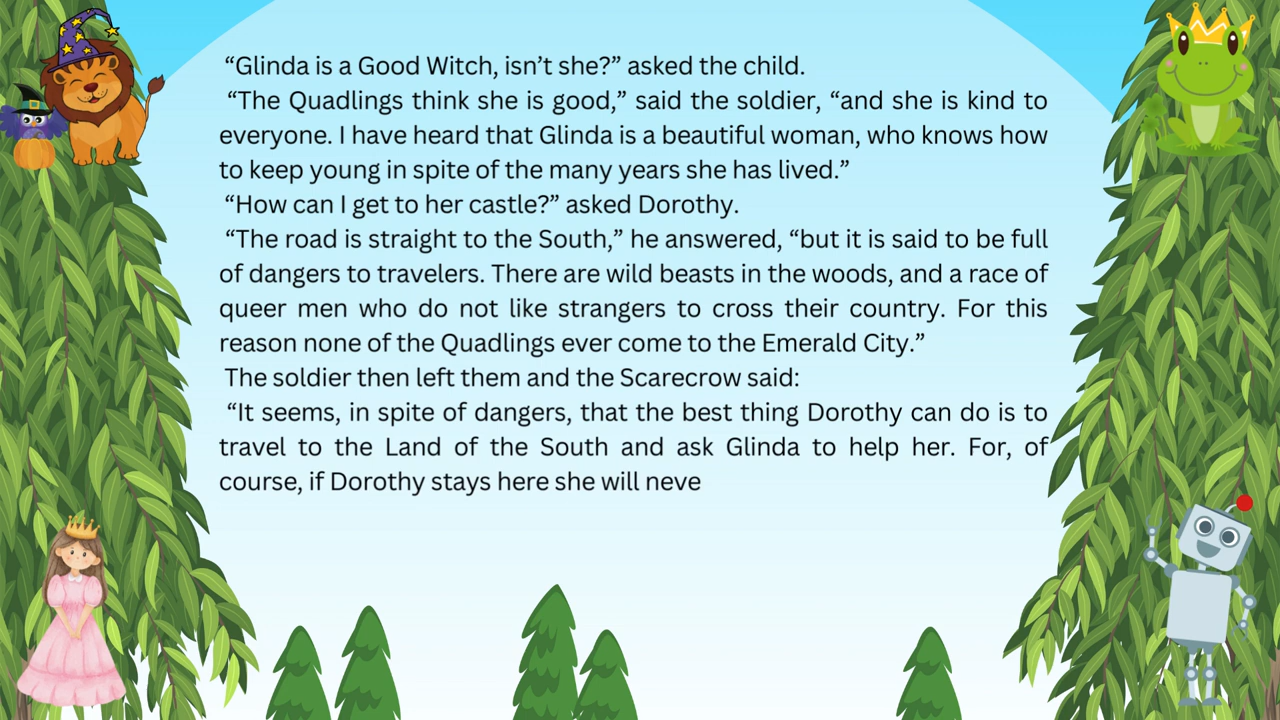 “Glinda is a Good Witch, isn’t she?” asked the child.
“The Quadlings think she is good,” said the soldier, “and she is kind to
everyone. I have heard that Glinda is a beautiful woman, who knows how
to keep young in spite of the many years she has lived.”
“How can I get to her castle?” asked Dorothy.
“The road is straight to the South,” he answered, “but it is said to be full
of dangers to travelers. There are wild beasts in the woods, and a race of
queer men who do not like strangers to cross their country. For this
reason none of the Quadlings ever come to the Emerald City.”
The soldier then left them and the Scarecrow said:
“It seems, in spite of dangers, that the best thing Dorothy can do is to
travel to the Land of the South and ask Glinda to help her. For, of
course, if Dorothy stays here she will neve